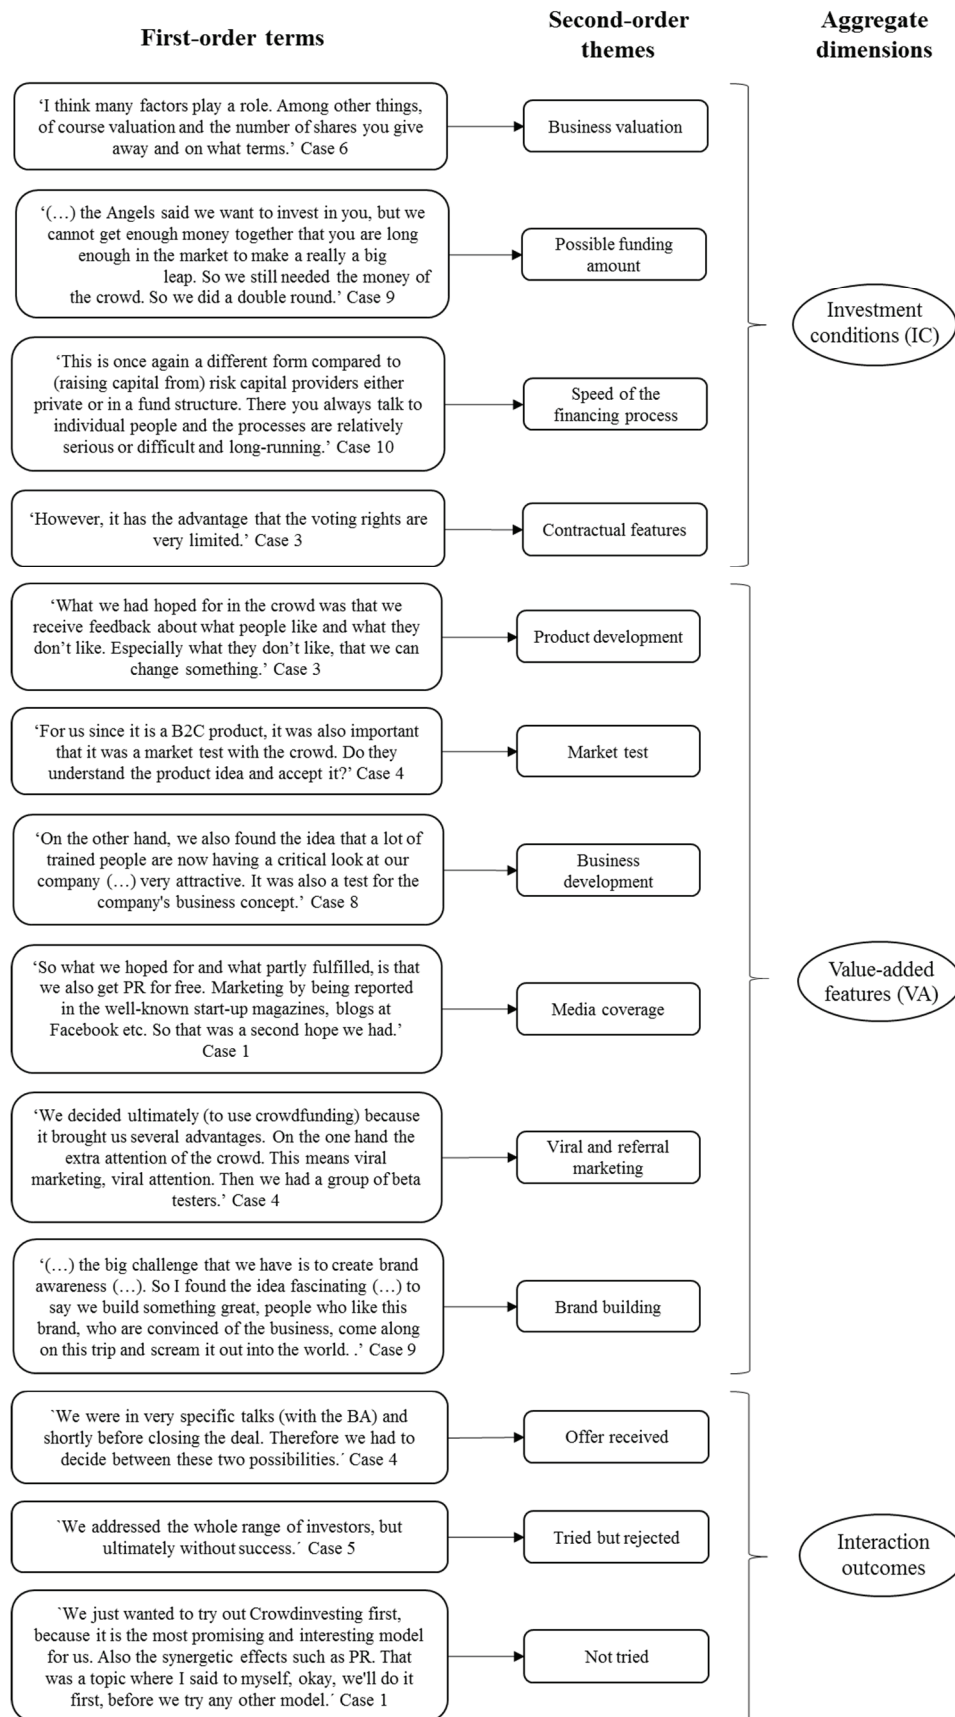 First-order terms
Second-order
themes
Aggregate
dimensions
‘I think many factors play a role. Among other things,
of course valuation and the number of shares you give
away and on what terms.’ Case 6
Business valuation
‘(…) the Angels said we want to invest in you, but we
cannot get enough money together that you are long
enough in the market to make a really a big
leap. So we still needed the money of
the crowd. So we did a double round.’ Case 9
Possible funding
amount
‘This is once again a different form compared to
(raising capital from) risk capital providers either
private or in a fund structure. There you always talk to
individual people and the processes are relatively
serious or difficult and long-running.’ Case 10
Speed of the
financing process
‘However, it has the advantage that the voting rights are
very limited.’ Case 3
Contractual features
Investment
conditions (IC)
‘What we had hoped for in the crowd was that we
receive feedback about what people like and what they
don’t like. Especially what they don’t like, that we can
change something.’ Case 3
Product development
‘For us since it is a B2C product, it was also important
that it was a market test with the crowd. Do they
understand the product idea and accept it?’ Case 4
Market test
‘On the other hand, we also found the idea that a lot of
trained people are now having a critical look at our
company (…) very attractive. It was also a test for the
company's business concept.’ Case 8
Business
development
‘So what we hoped for and what partly fulfilled, is that
we also get PR for free. Marketing by being reported
in the well-known start-up magazines, blogs at
Facebook etc. So that was a second hope we had.’
Case 1
Media coverage
‘We decided ultimately (to use crowdfunding) because
it brought us several advantages. On the one hand the
extra attention of the crowd. This means viral
marketing, viral attention. Then we had a group of beta
testers.’ Case 4
Viral and referral
marketing
‘(…) the big challenge that we have is to create brand
awareness (…). So I found the idea fascinating (…) to
say we build something great, people who like this
brand, who are convinced of the business, come along
on this trip and scream it out into the world. .’ Case 9
Brand building
Value-added
features (VA)
`We were in very specific talks (with the BA) and
shortly before closing the deal. Therefore we had to
decide between these two possibilities.´ Case 4
Offer received
`We addressed the whole range of investors, but
ultimately without success.´ Case 5
Tried but rejected
`We just wanted to try out Crowdinvesting first,
because it is the most promising and interesting model
for us. Also the synergetic effects such as PR. That
was a topic where I said to myself, okay, we'll do it
first, before we try any other model.´ Case 1
Not tried
Interaction
outcomes